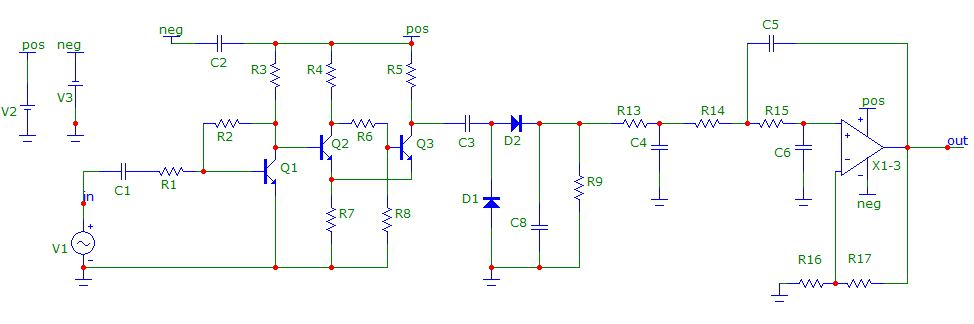 neg pos C5
pos neg C2
R3 R4 R5
V2 V3 R13 R14 R15 pos
+
R2 R6 C3 D2 + out
Q2 Q3 C4 C6 -
Q1 X1-3
-
C1 R1 R9
in D1 neg
R7 R8 C8
+
V1
-
R16 R17